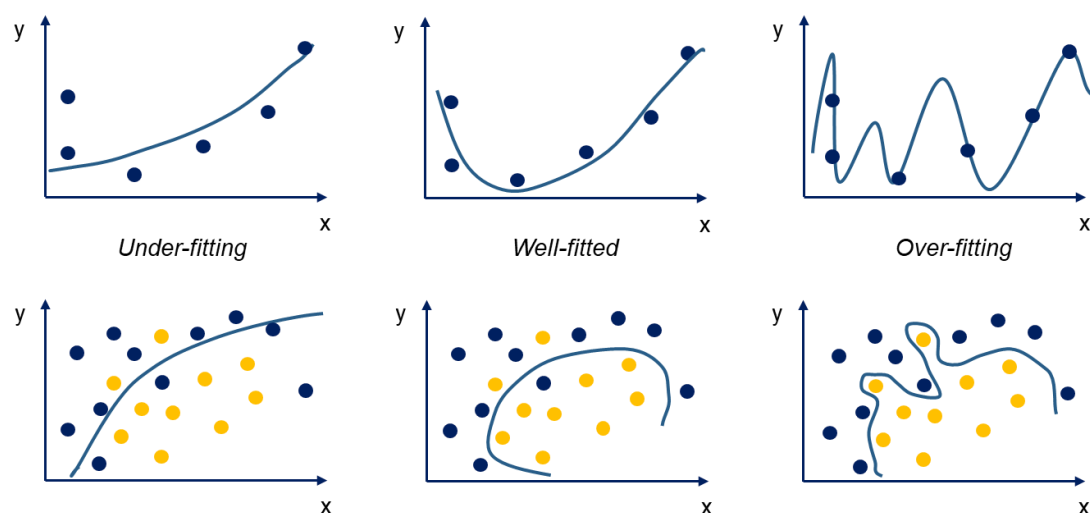 y
y
y
x
x
x
Under-fitting
Well-fitted
Over-fitting
y
y
y
x
x
x